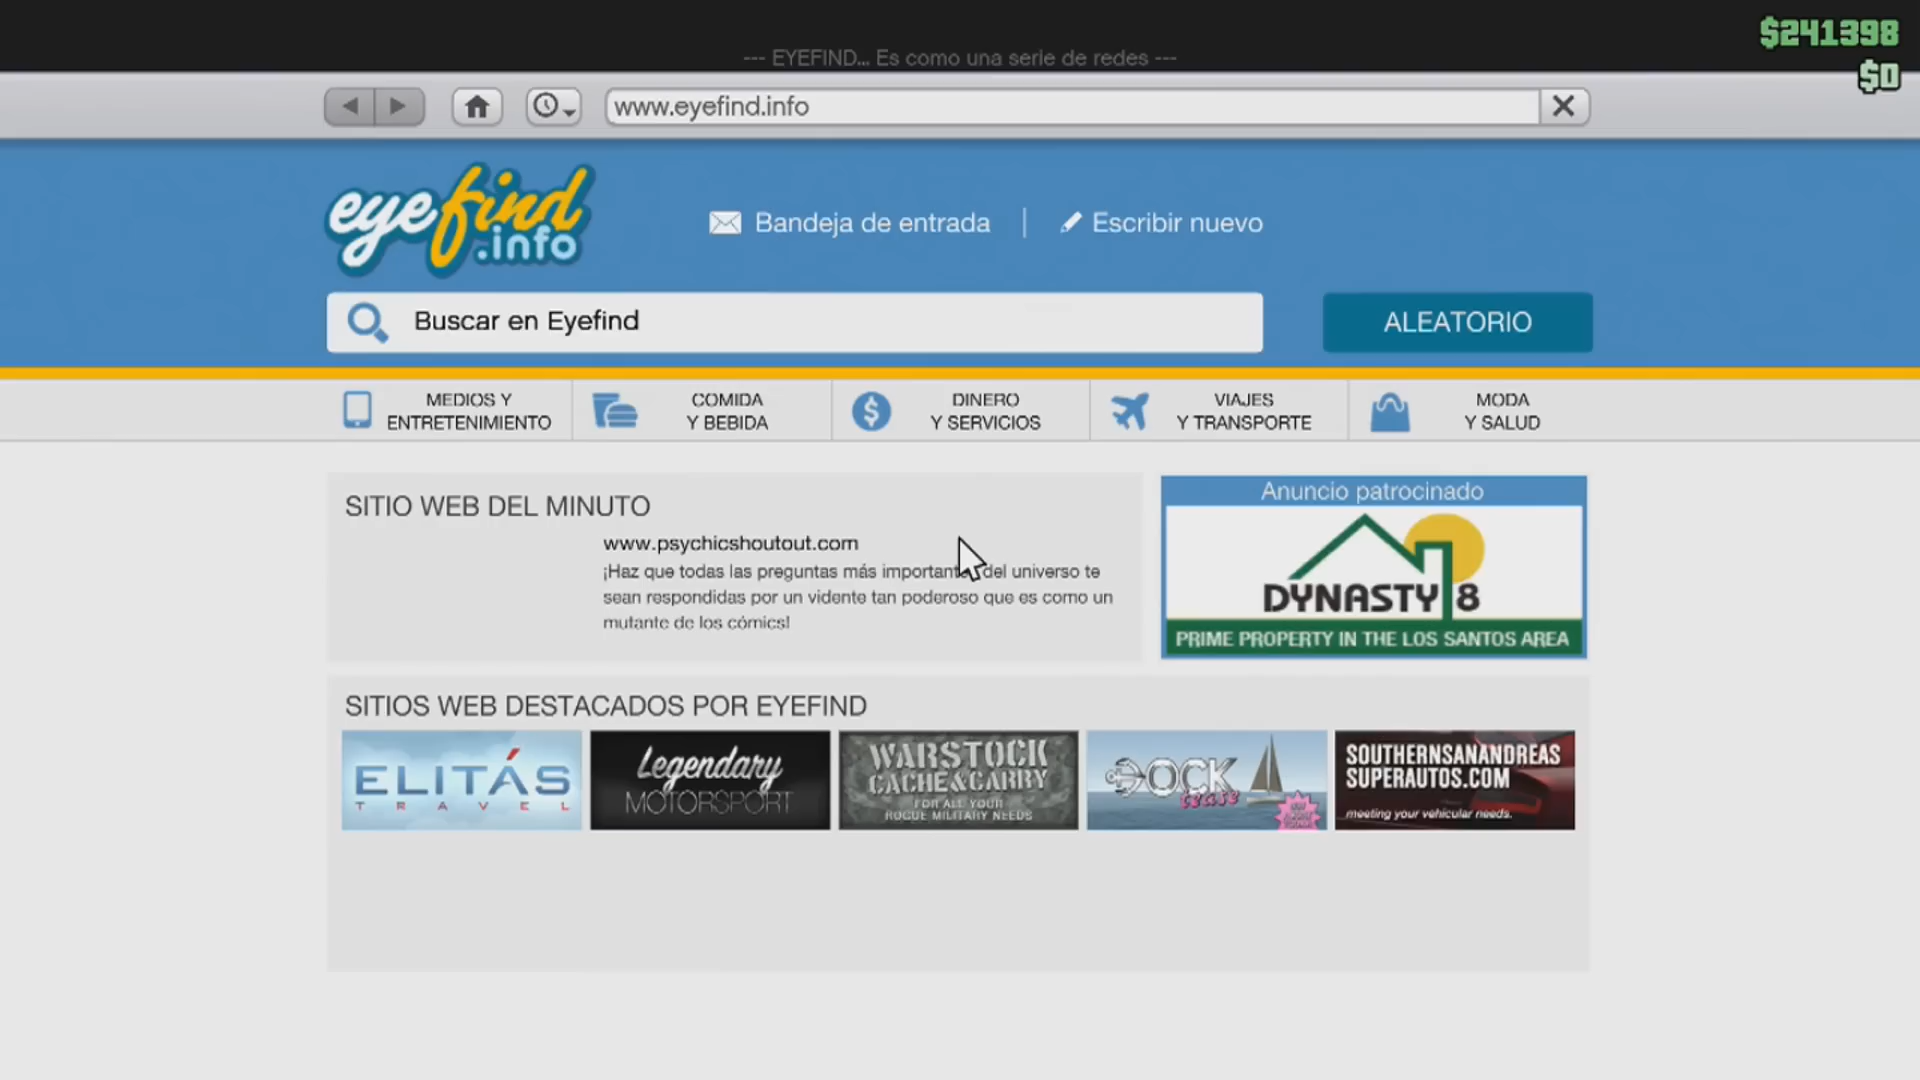 $241398
--- EYEFIND... Es como una serie de redes ---
$0
www.eyefind.info
eyefind
.info
Bandeja de entrada | Escribir nuevo
Buscar en Eyefind
ALEATORIO
MEDIOS Y
ENTRETENIMIENTO
COMIDA
Y BEBIDA
DINERO
Y SERVICIOS
VIAJES
Y TRANSPORTE
MODA
Y SALUD
SITIO WEB DEL MINUTO
www.psychicshoutout.com
¡Haz que todas las preguntas más important del universo te
sean respondidas por un vidente tan poderoso que es como un
mutante de los cómics!
Anuncio patrocinado
DYNASTY 8
PRIME PROPERTY IN THE LOS SANTOS AREA
SITIOS WEB DESTACADOS POR EYEFIND
ELITÁS
TRAVEL
Legendary
MOTORSPORT
WARSTOCK
CACHE & CARRY
FOR ALL YOUR
ROGUE MILITARY NEEDS
DOCK
tease
SOUTHERNSANANDREAS
SUPERAUTOS.COM
meeting your vehicular needs.